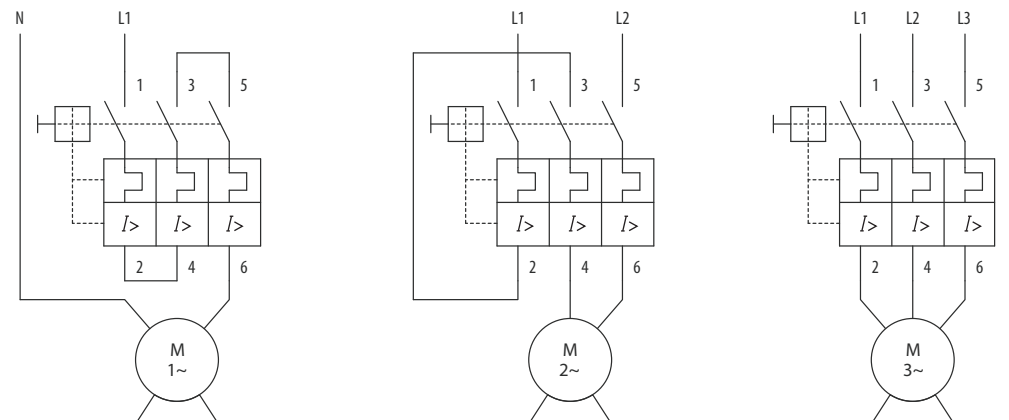 N L1 L1 L2 L1 L2 L3
1 3 5 1 3 5 1 3 5
I> I> I> I> I> I> I> I> I>
2 4 6 2 4 6 2 4 6
M M M
1~ 2~ 3~